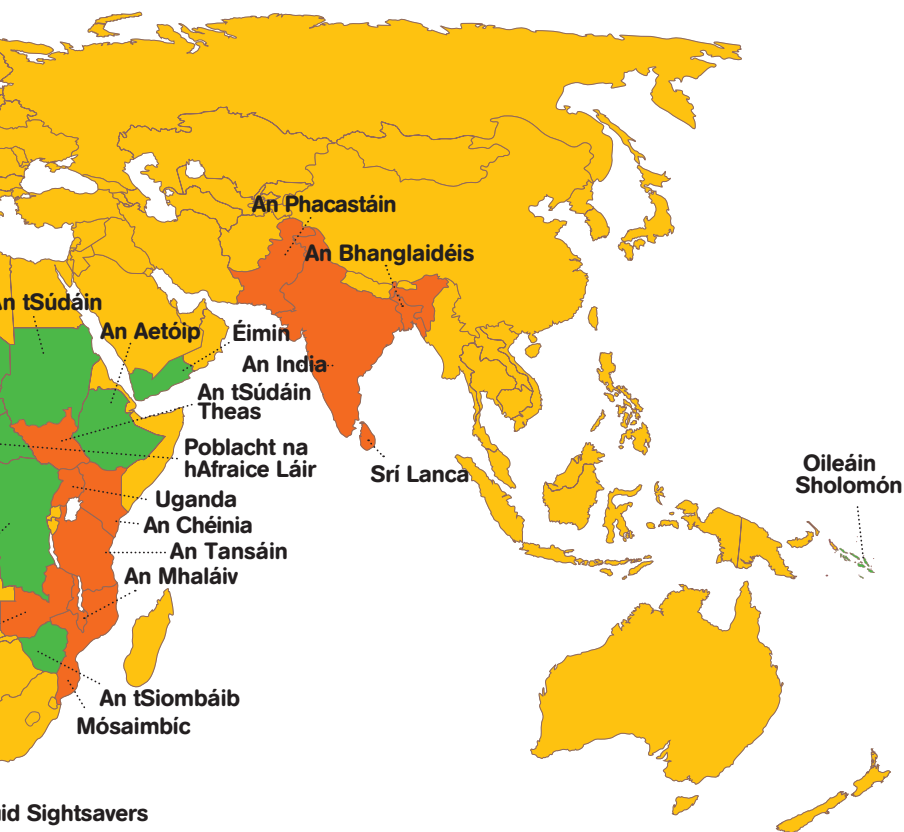 An Phacastáin
An Bhanglaidéis
An tSúdáin
An Aetóip
Éimin
An India
An tSúdáin
Theas
Poblacht na
hAfraice Láir
Srí Lanca
Oileáin
Sholomón
Uganda
An Chéinia
An Tansáin
An Mhaláiv
An tSiombáib
Mósaimbíc
Sightsavers